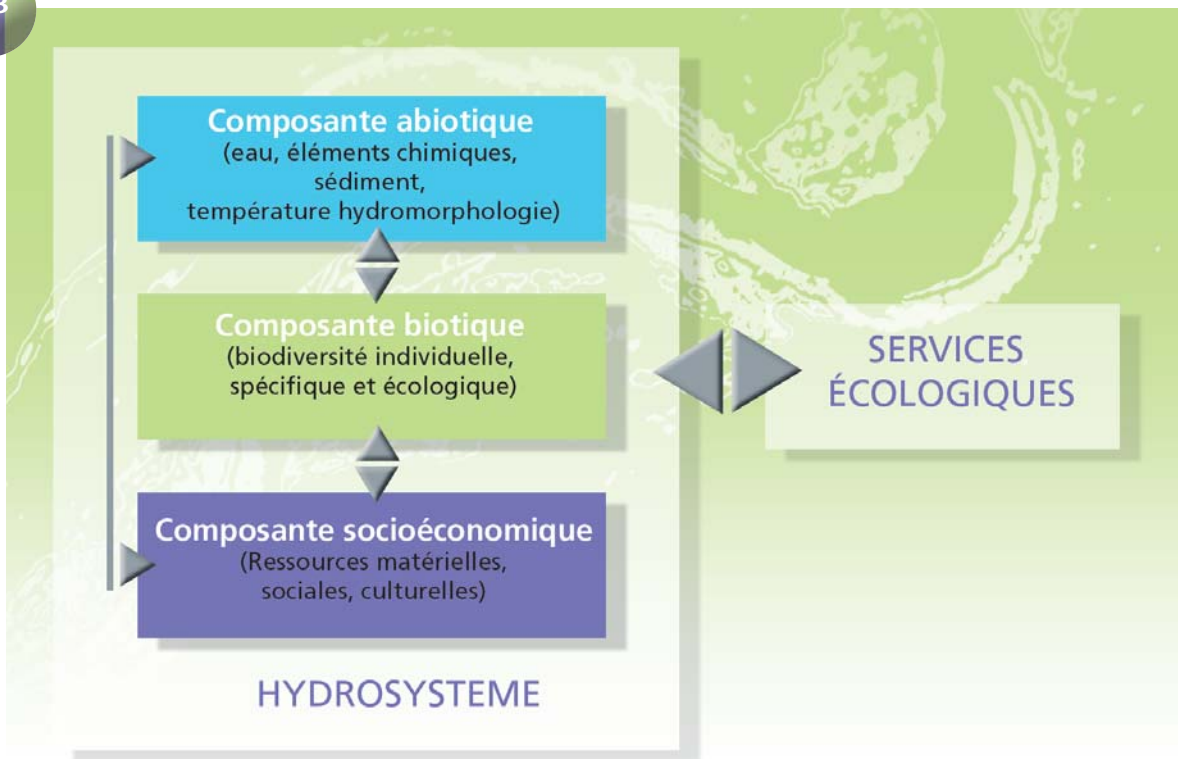 Composante abiotique
(eau, éléments chimiques,
sédiment,
température hydromorphologie)
Composante biotique
(biodiversité individuelle,
spécifique et écologique)
Composante socioéconomique
(Ressources matérielles,
sociales, culturelles)
HYDROSYSTEME
SERVICES
ÉCOLOGIQUES